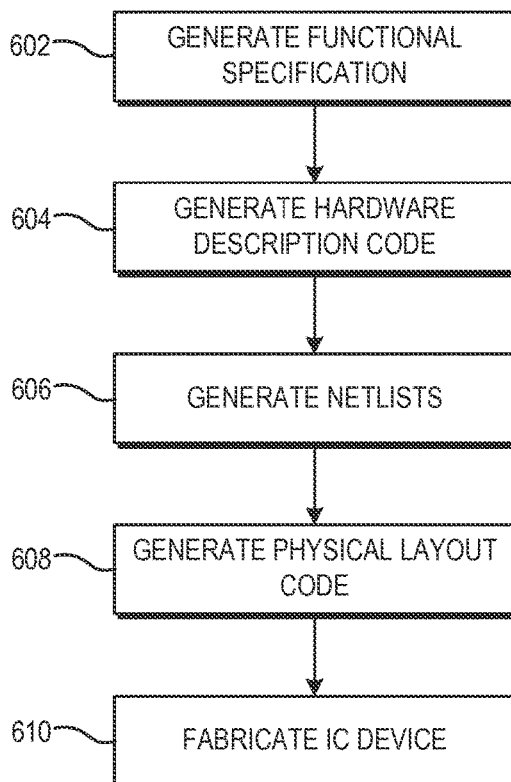 602
GENERATE FUNCTIONAL
SPECIFICATION
604
GENERATE HARDWARE
DESCRIPTION CODE
606
GENERATE NETLISTS
608
GENERATE PHYSICAL LAYOUT
CODE
610
FABRICATE IC DEVICE